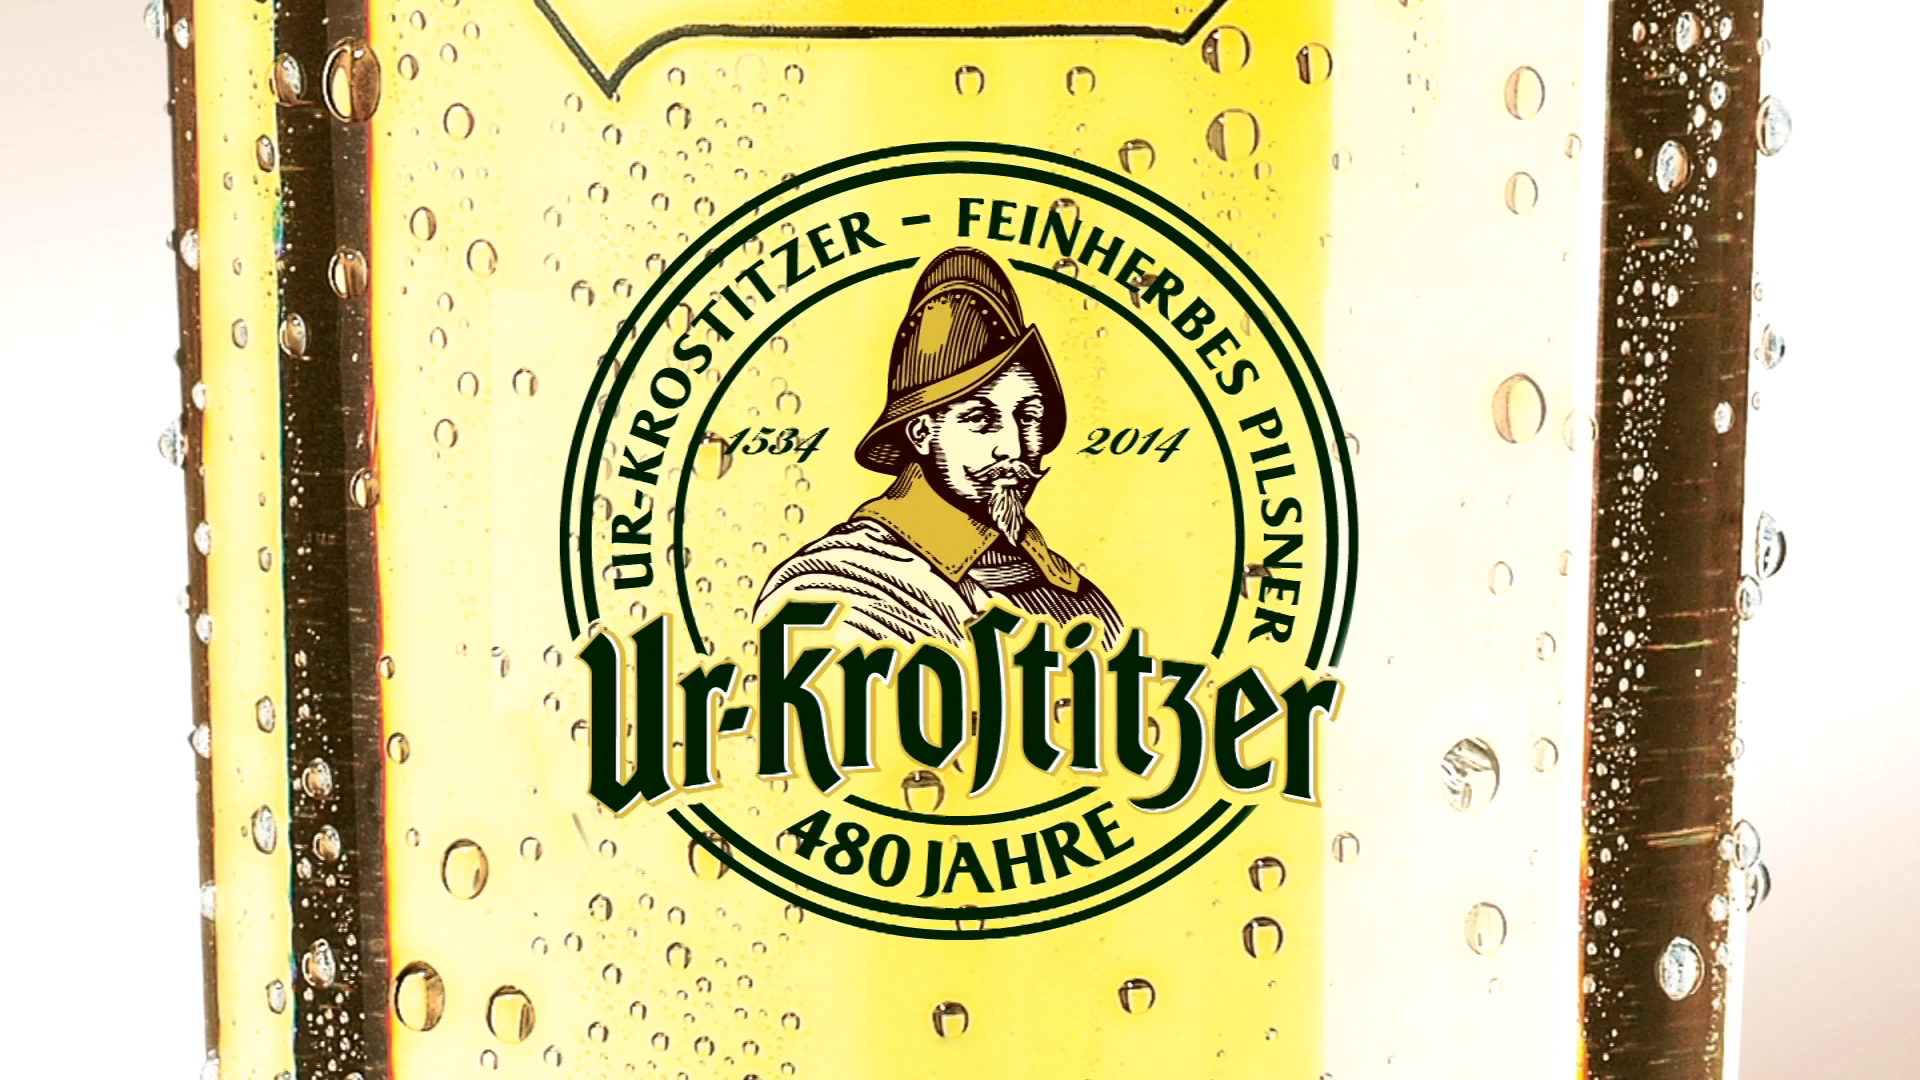 UR-KROSTITZER – FEINHERBES PILSNER
1534 2014
Ur-Kroſtitzer
480 JAHRE